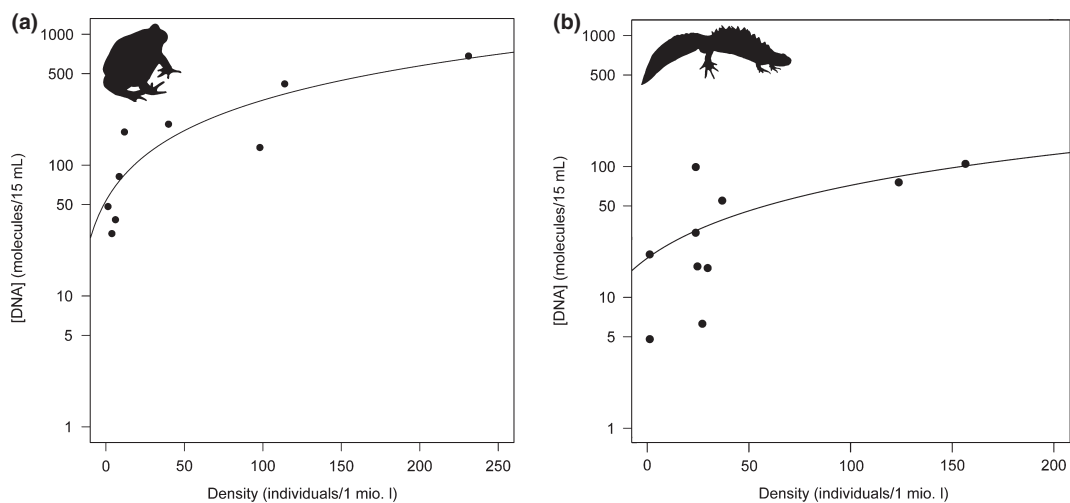 (a)
1000
500
100
50
10
5
1
[DNA] (molecules/15 mL)
0 50 100 150 200 250
Density (individuals/1 mio. l)
(b)
1000
500
100
50
10
5
1
[DNA] (molecules/15 mL)
0 50 100 150 200
Density (individuals/1 mio. l)